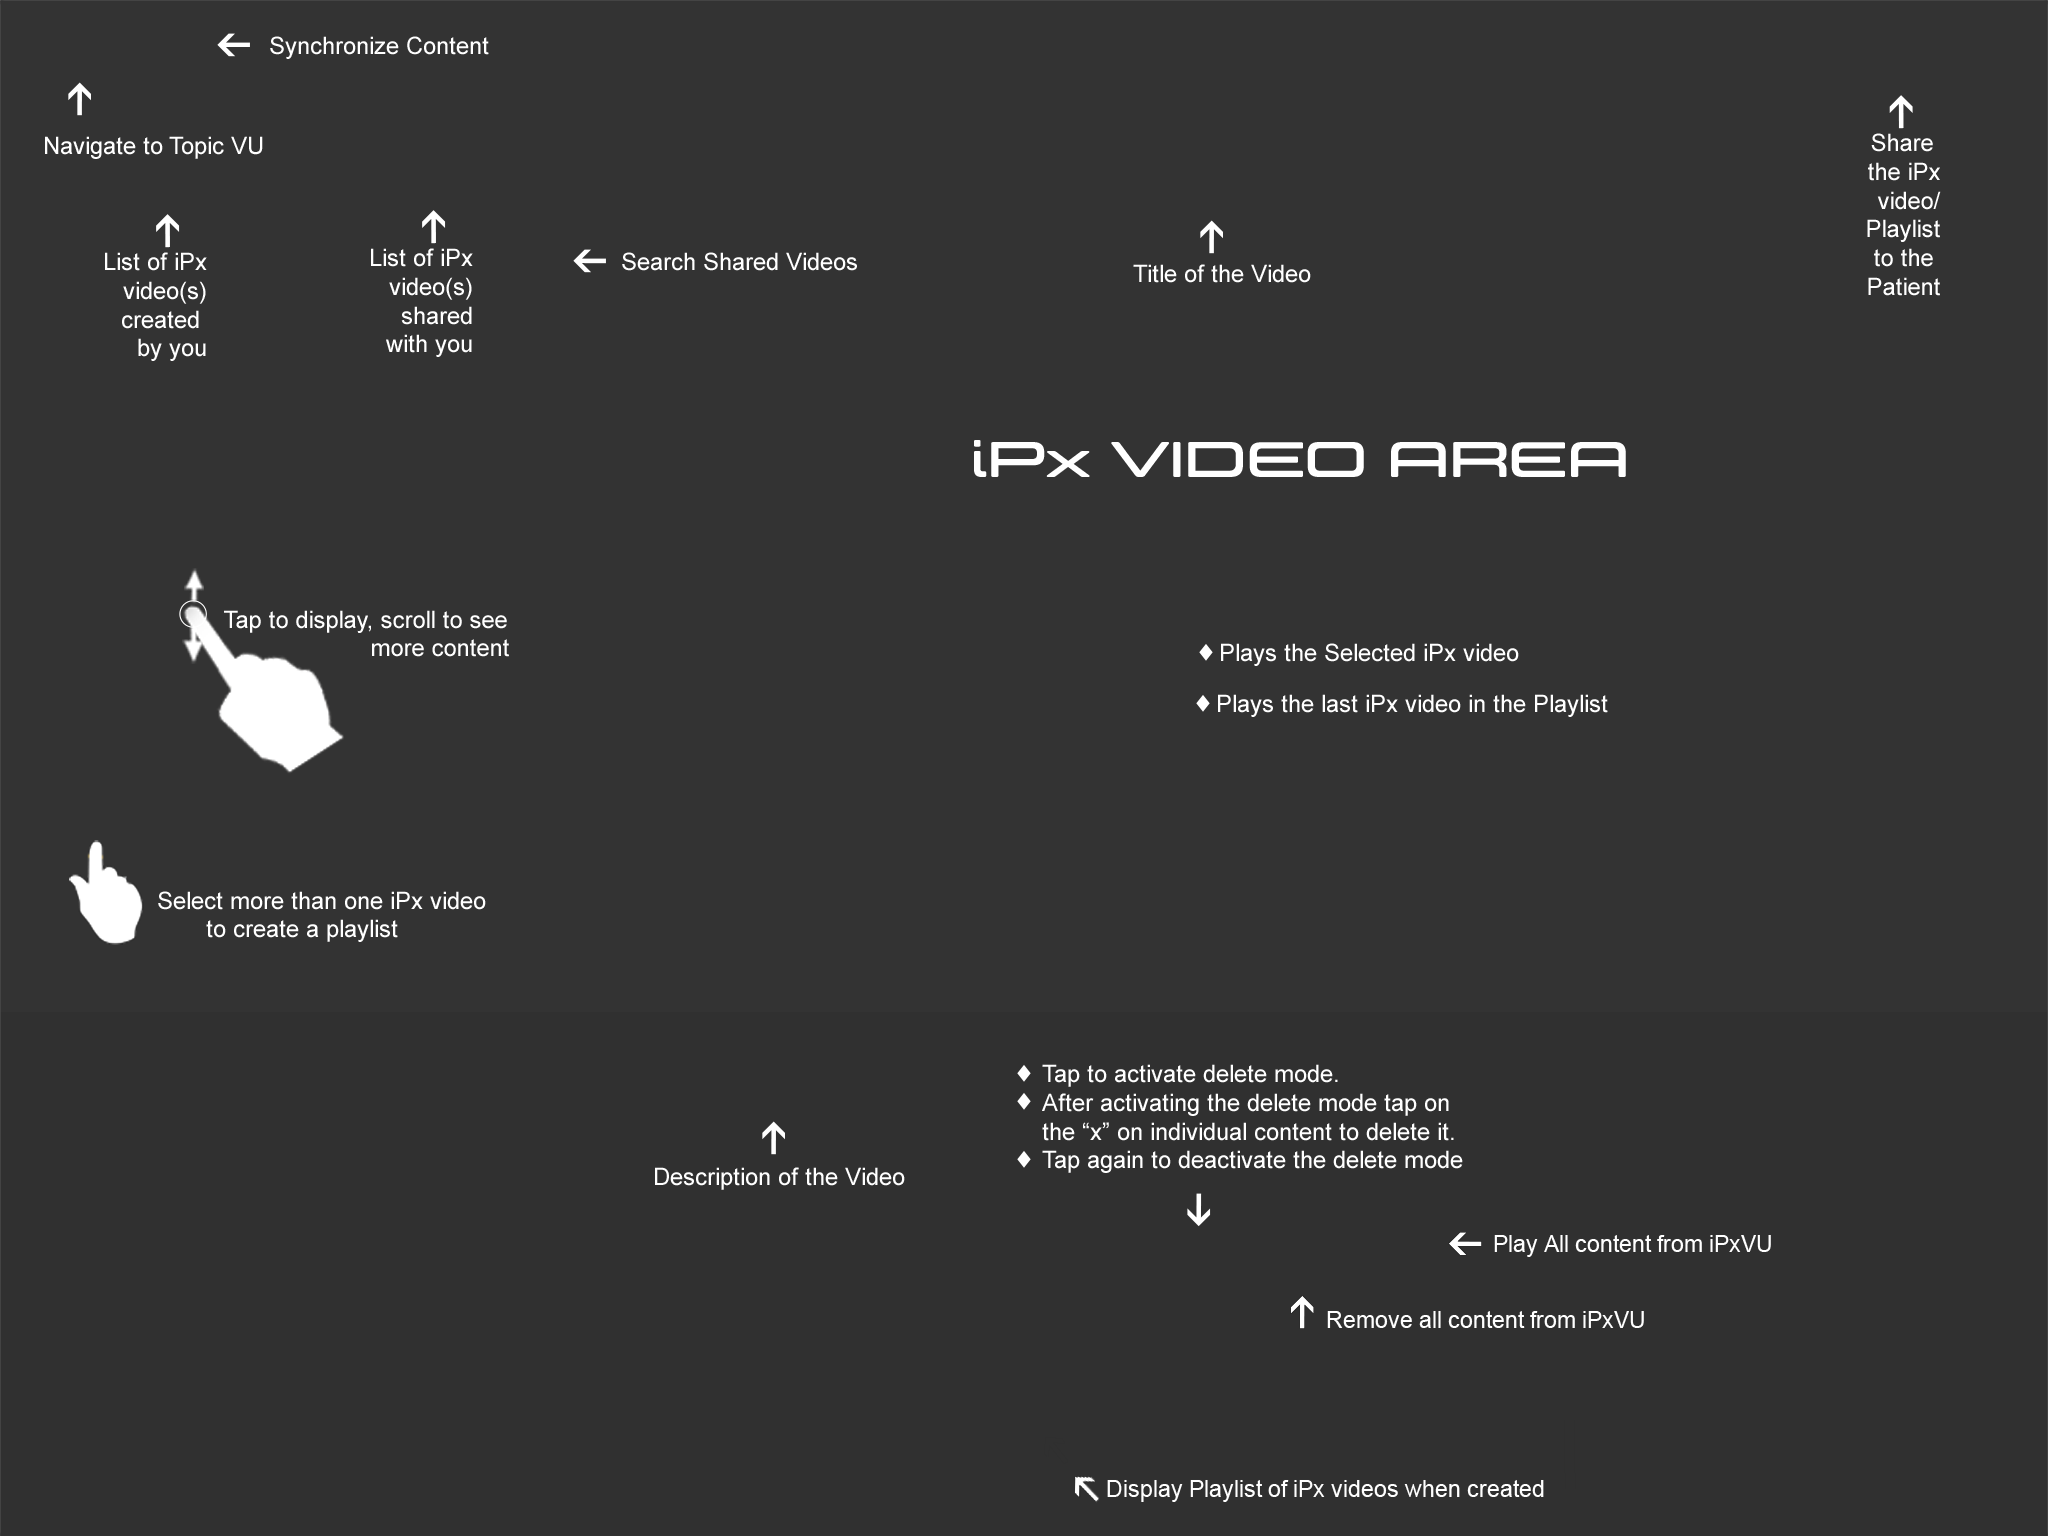 Synchronize Content
Navigate to Topic VU
Share
the iPx
video/
Playlist
to the
Patient
List of iPx
video(s)
created
by you
List of iPx
video(s)
shared
with you
Search Shared Videos
Title of the Video
iPx VIDEO AREA
Tap to display, scroll to see
more content
♦ Plays the Selected iPx video
♦ Plays the last iPx video in the Playlist
Select more than one iPx video
to create a playlist
♦ Tap to activate delete mode.
♦ After activating the delete mode tap on
the “x” on individual content to delete it.
♦ Tap again to deactivate the delete mode
Description of the Video
Play All content from iPxVU
Remove all content from iPxVU
Display Playlist of iPx videos when created